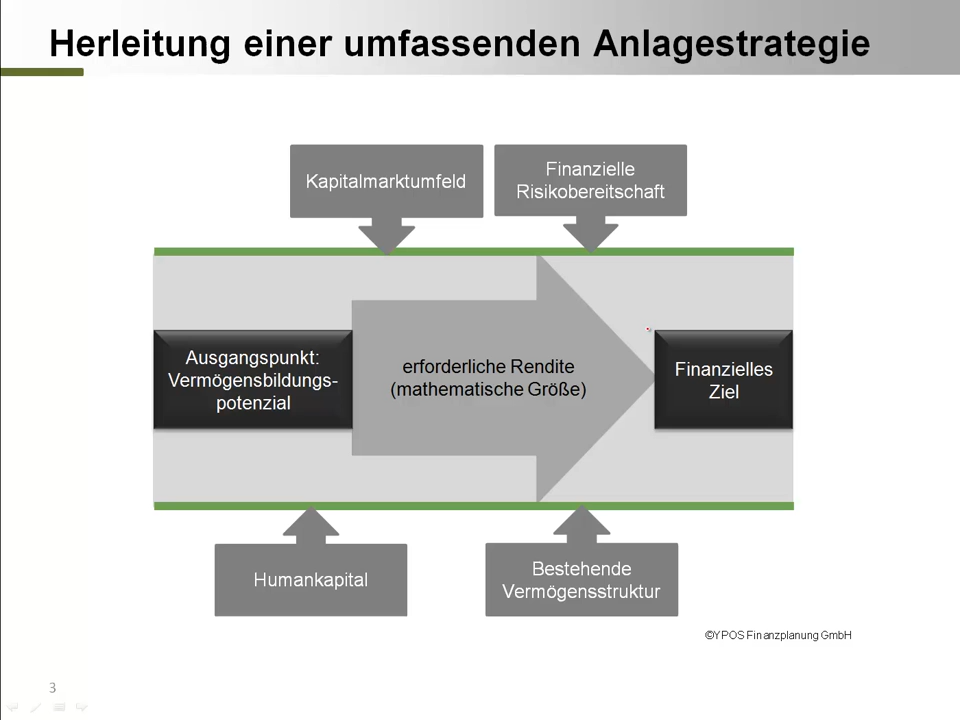 Herleitung einer umfassenden Anlagestrategie
Kapitalmarktumfeld
Finanzielle
Risikobereitschaft
Ausgangspunkt:
Vermögensbildungs-
potenzial
erforderliche Rendite
(mathematische Größe)
Finanzielles
Ziel
Humankapital
Bestehende
Vermögensstruktur
©YPOS Finanzplanung GmbH
3